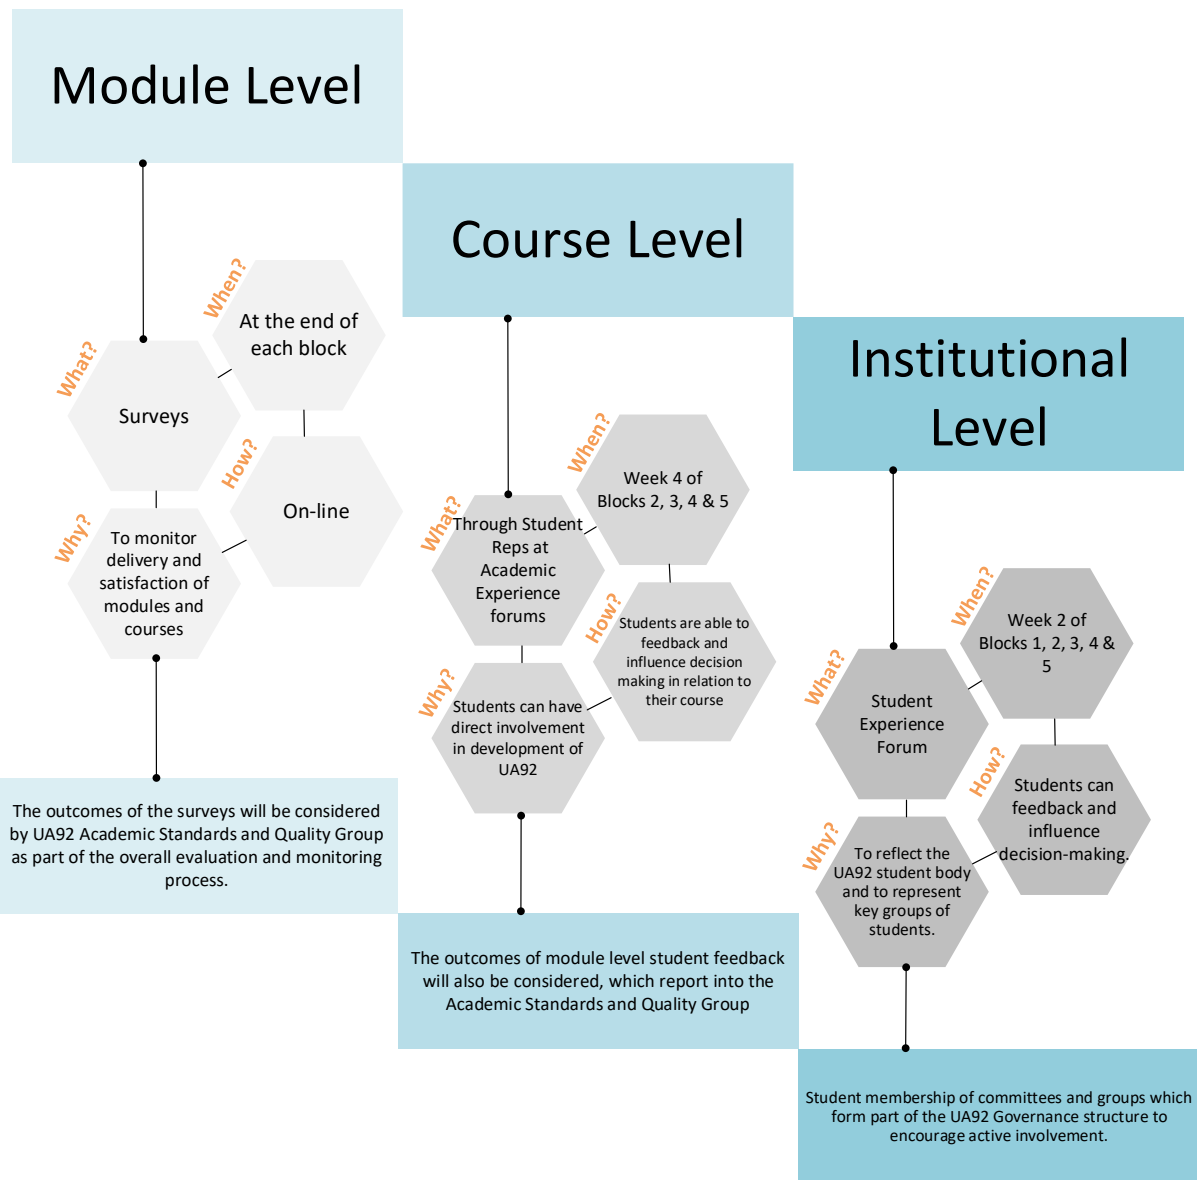 Module Level
When?
At the end of
each block
What?
Surveys
How?
On-line
Why?
To monitor
delivery and
satisfaction of
modules and
courses
The outcomes of the surveys will be considered
by UA92 Academic Standards and Quality Group
as part of the overall evaluation and monitoring
process.
Course Level
When?
Week 4 of
Blocks 2, 3, 4 & 5
What?
Through Student
Reps at
Academic
Experience
forums
How?
Students are able to
feedback and
influence decision
making in relation to
their course
Why?
Students can have
direct involvement
in development of
UA92
The outcomes of module level student feedback
will also be considered, which report into the
Academic Standards and Quality Group
Institutional
Level
When?
Week 2 of
Blocks 1, 2, 3, 4 &
5
What?
Student
Experience
Forum
How?
Students can
feedback and
influence
decision-making.
Why?
To reflect the
UA92 student body
and to represent
key groups of
students.
Student membership of committees and groups which
form part of the UA92 Governance structure to
encourage active involvement.